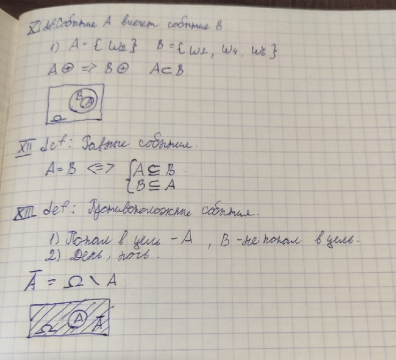 XI def: Событие A влечет событие B
1) A = {ω2} B = {ω2, ω4, ω6}
A ⊕ => B ⊕ A ⊂ B
B A
Ω
XII def: Равные события.
A = B <=> { A ⊆ B
B ⊆ A
XIII def: Противоположные события.
1) Попал в цель - A, B - не попал в цель.
2) День, ночь.
Ā = Ω \ A
Ω A Ā